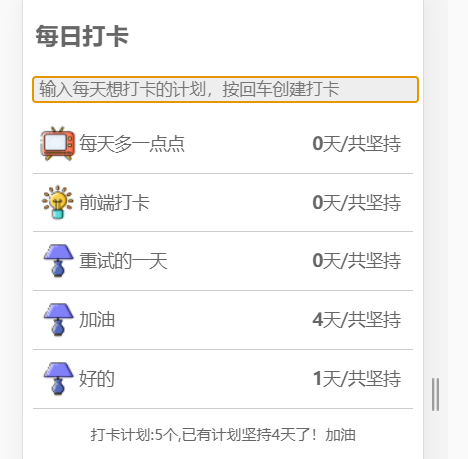 每日打卡
输入每天想打卡的计划，按回车创建打卡
每天多一点点 0天/共坚持
前端打卡 0天/共坚持
重试的一天 0天/共坚持
加油 4天/共坚持
好的 1天/共坚持
打卡计划:5个,已有计划坚持4天了！加油